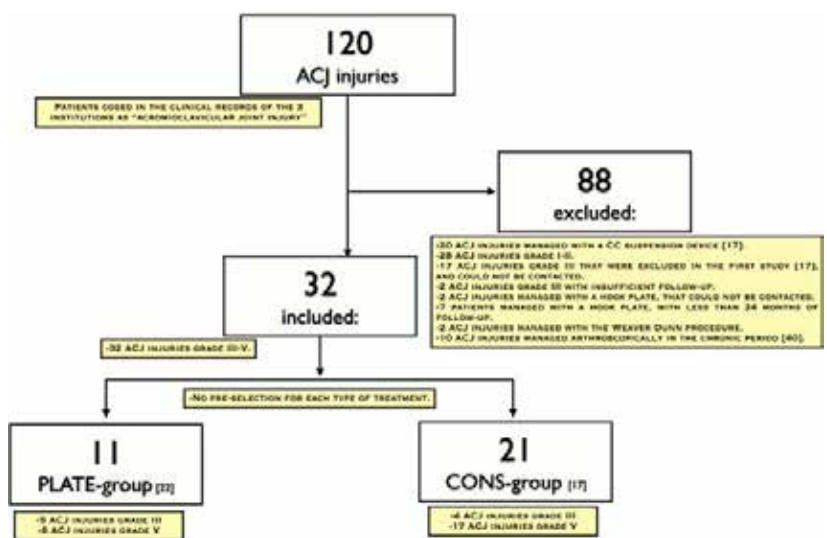 120
ACJ injuries
PATIENTS CODED IN THE CLINICAL RECORDS OF THE
INSTITUTIONS AS "ACROMIOCLAVICULAR JOINT INJURY"
88
excluded:
-20 ACJ INJURIES MANAGED WITH A CC SUSPENSION DEVICE [17].
-28 ACJ INJURIES GRADE I-II.
-17 ACJ INJURIES GRADE III THAT WERE EXCLUDED IN THE FIRST STUDY [17],
AND COULD NOT BE CONTACTED.
-2 ACJ INJURIES GRADE III WITH INSUFFICIENT FOLLOW-UP.
-2 ACJ INJURIES MANAGED WITH A HOOK PLATE, THAT COULD NOT BE CONTACTED.
-7 PATIENTS MANAGED WITH A HOOK PLATE, WITH LESS THAN 24 MONTHS OF
FOLLOW-UP.
-2 ACJ INJURIES MANAGED WITH THE WEAVER DUNN PROCEDURE.
-10 ACJ INJURIES MANAGED ARTHROSCOPICALLY IN THE CHRONIC PERIOD [40].
32
included:
-32 ACJ INJURIES GRADE III-V.
-NO PRE-SELECTION FOR EACH TYPE OF TREATMENT.
11
PLATE-group [22]
ACJ INJURIES GRADE III
ACJ INJURIES GRADE V
21
CONS-group [17]
-4 ACJ INJURIES GRADE III
-17 ACJ INJURIES GRADE V